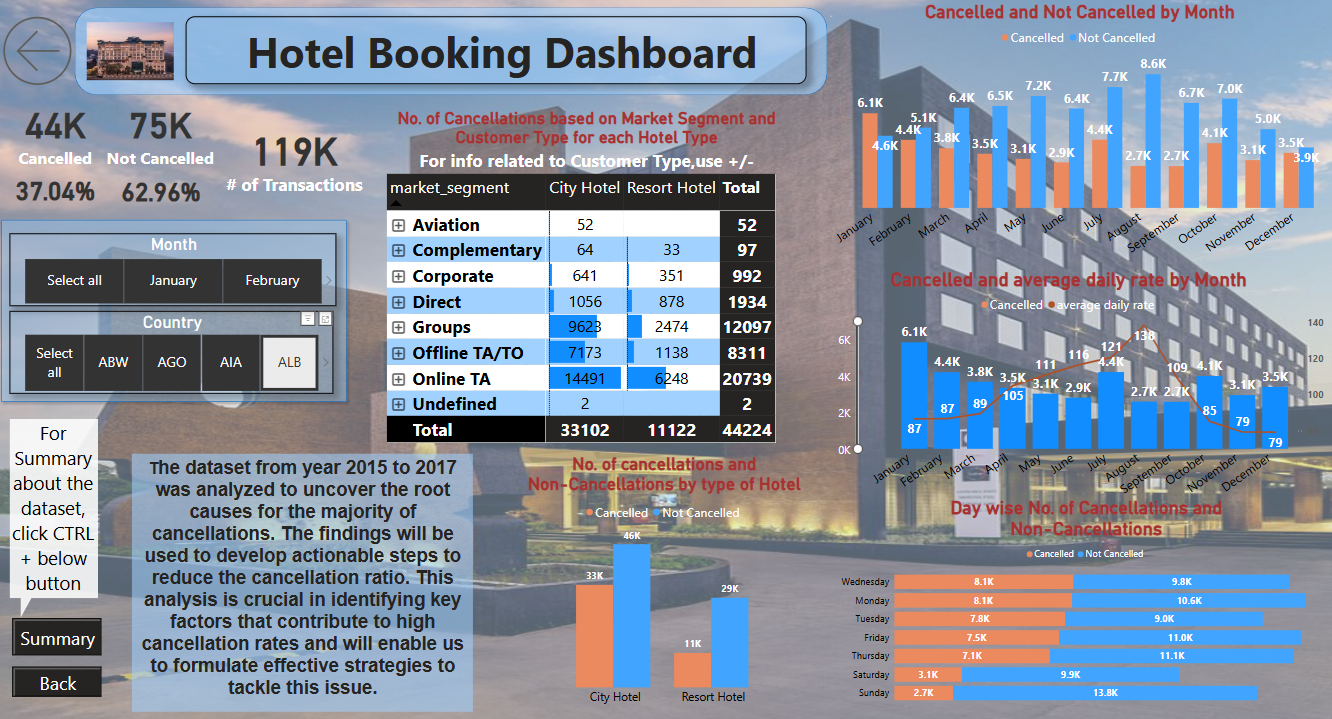 Hotel Booking Dashboard
44K
Cancelled
37.04%
75K
Not Cancelled
62.96%
119K
# of Transactions
Month
Select all
January
February
Country
Select
all
ABW
AGO
AIA
ALB
For
Summary
about the
dataset,
click CTRL
+ below
button
Summary
Back
No. of Cancellations based on Market Segment and
Customer Type for each Hotel Type
For info related to Customer Type,use +/-
market_segment City Hotel Resort Hotel Total
Aviation 52 52
Complementary 64 33 97
Corporate 641 351 992
Direct 1056 878 1934
Groups 9623 2474 12097
Offline TA/TO 7173 1138 8311
Online TA 14491 6248 20739
Undefined 2 2
Total 33102 11122 44224
The dataset from year 2015 to 2017
was analyzed to uncover the root
causes for the majority of
cancellations. The findings will be
used to develop actionable steps to
reduce the cancellation ratio. This
analysis is crucial in identifying key
factors that contribute to high
cancellation rates and will enable us
to formulate effective strategies to
tackle this issue.
No. of cancellations and
Non-Cancellations by type of Hotel
Cancelled Not Cancelled
33K 46K 11K 29K
City Hotel Resort Hotel
Cancelled and Not Cancelled by Month
Cancelled Not Cancelled
6.1K 4.6K 4.4K 5.1K 3.8K 6.4K 3.5K 6.5K 3.1K 7.2K 2.9K 6.4K 4.4K 7.7K 2.7K 8.6K 2.7K 6.7K 4.1K 7.0K 3.1K 5.0K 3.5K 3.9K
January February March April May June July August September October November December
Cancelled and average daily rate by Month
Cancelled average daily rate
6K
4K
2K
0K
140
120
100
6.1K 4.4K 3.8K 3.5K 3.1K 2.9K 4.4K 2.7K 2.7K 4.1K 3.1K 3.5K
87 87 89 105 111 116 121 138 109 85 79 79
January February March April May June July August September October November December
Day wise No. of Cancellations and
Non-Cancellations
Cancelled Not Cancelled
Wednesday 8.1K 9.8K
Monday 8.1K 10.6K
Tuesday 7.8K 9.0K
Friday 7.5K 11.0K
Thursday 7.1K 11.1K
Saturday 3.1K 9.9K
Sunday 2.7K 13.8K